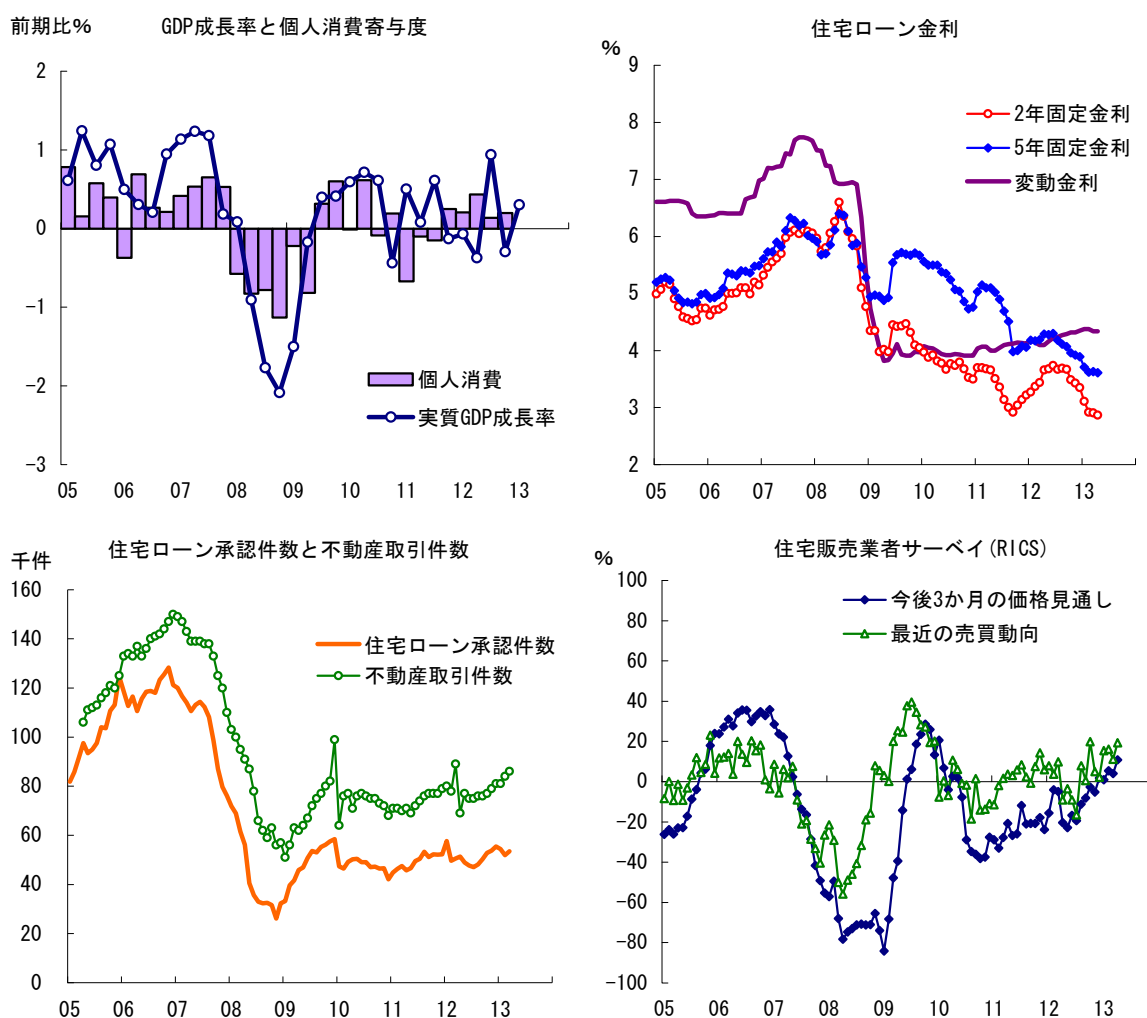 前期比%
GDP成長率と個人消費寄与度
2
1
0
-1
-2
-3
個人消費
実質GDP成長率
05 06 07 08 09 10 11 12 13
住宅ローン金利
%
9
8
7
6
5
4
3
2
2年固定金利
5年固定金利
変動金利
05 06 07 08 09 10 11 12 13
千件
住宅ローン承認件数と不動産取引件数
160
140
120
100
80
60
40
20
0
住宅ローン承認件数
不動産取引件数
05 06 07 08 09 10 11 12 13
住宅販売業者サーベイ(RICS)
%
100
80
60
40
20
0
-20
-40
-60
-80
-100
今後3か月の価格見通し
最近の売買動向
05 06 07 08 09 10 11 12 13